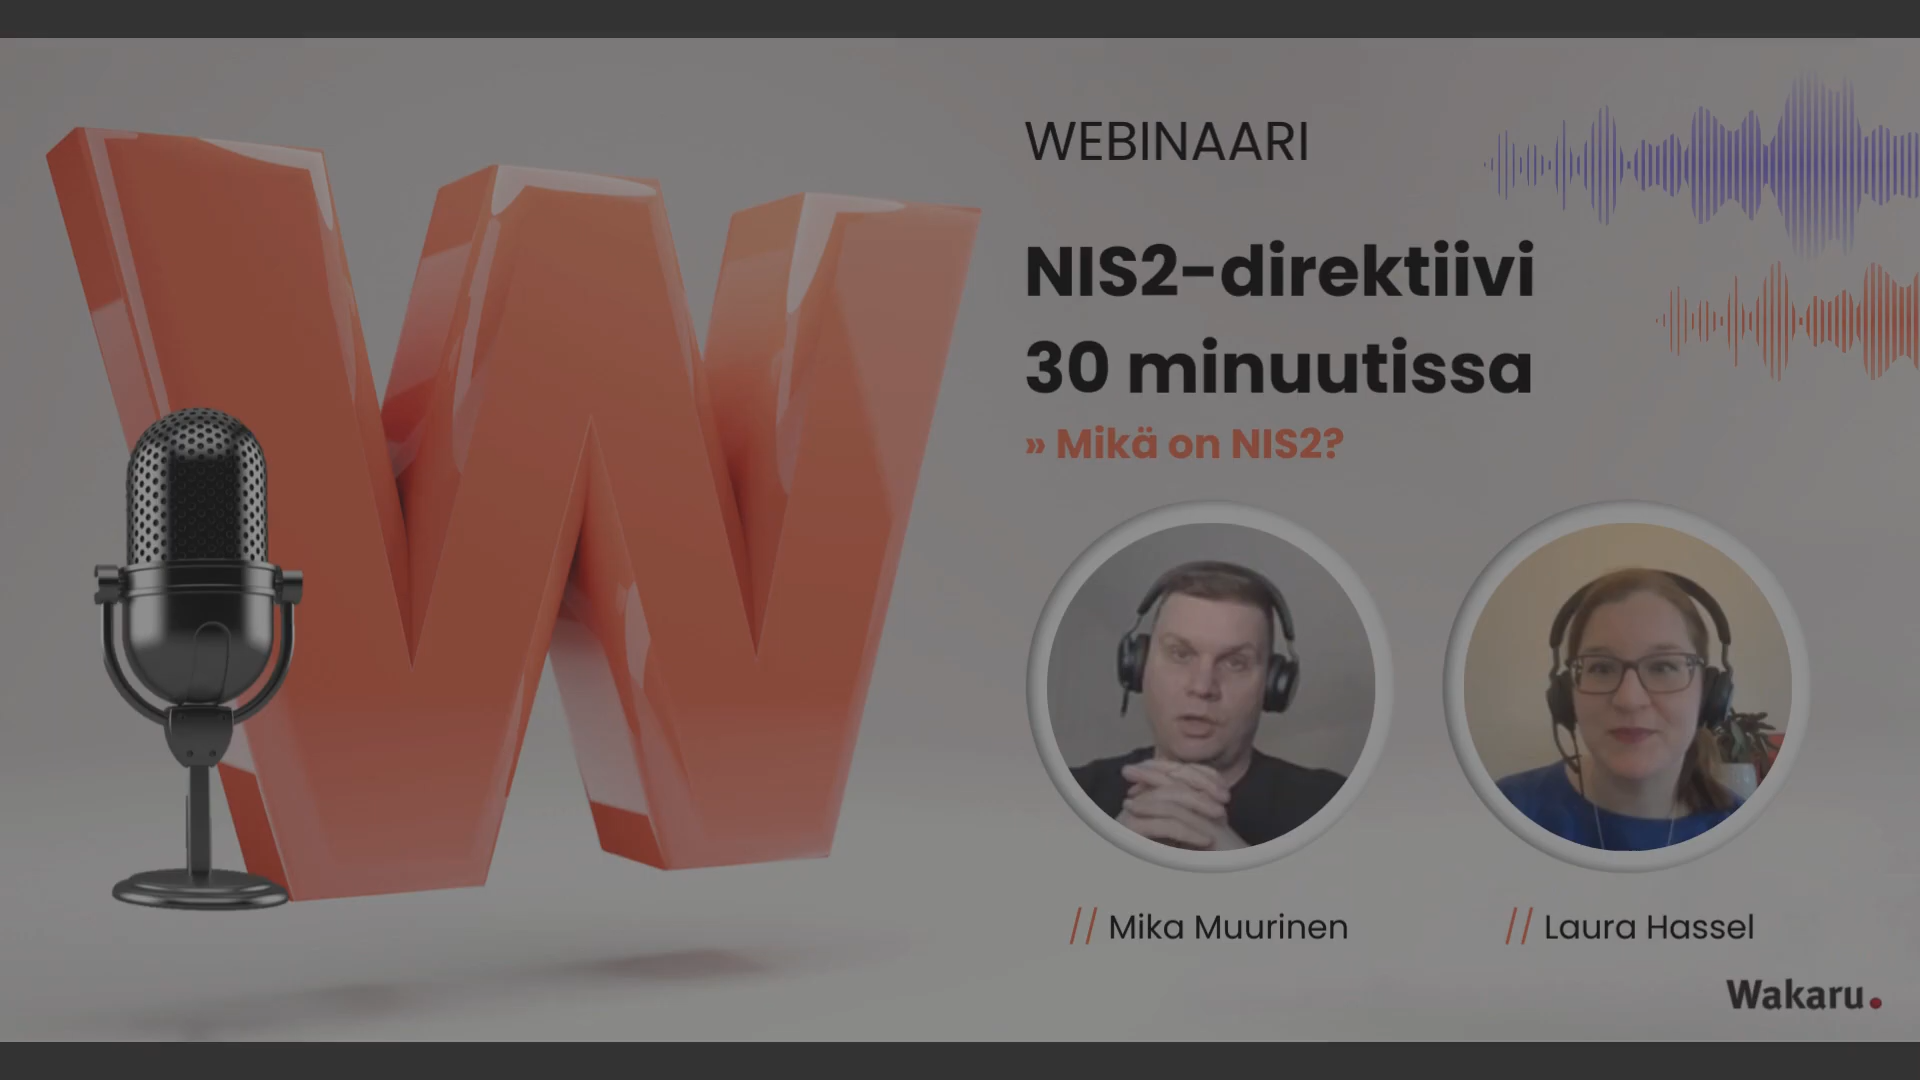 WEBINAARI
NIS2-direktiivi
30 minuutissa
» Mikä on NIS2?
// Mika Muurinen
// Laura Hassel
Wakaru.